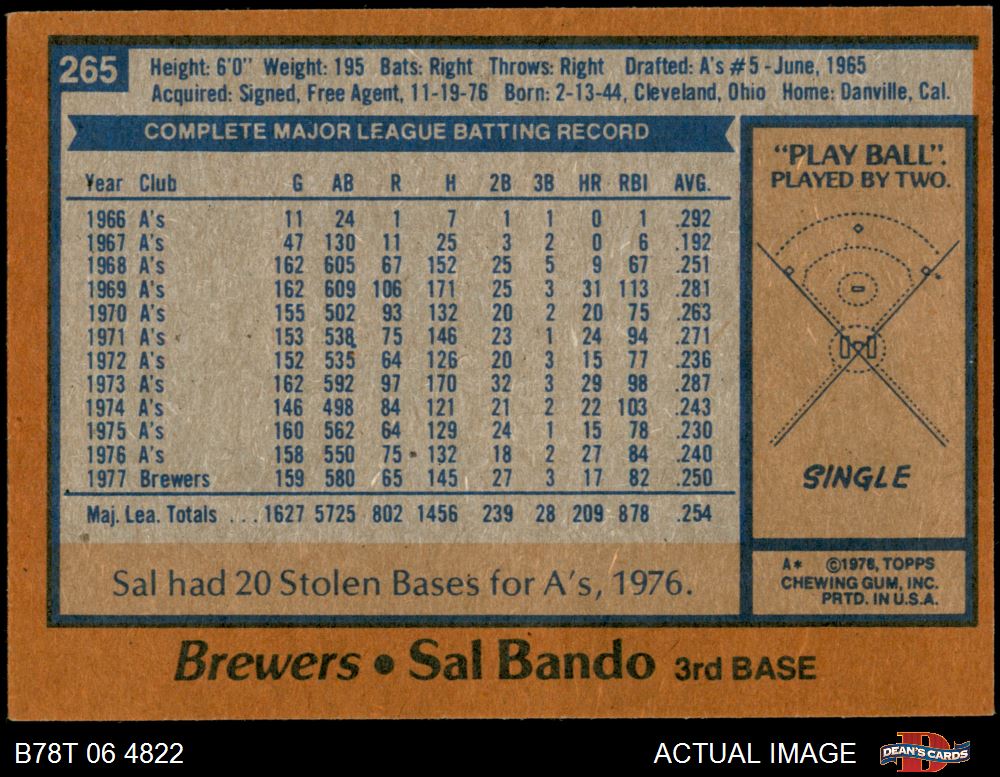 265
Height: 6'0" Weight: 195 Bats: Right Throws: Right Drafted: A's #5 - June, 1965
Acquired: Signed, Free Agent, 11-19-76 Born: 2-13-44, Cleveland, Ohio Home: Danville, Cal.
COMPLETE MAJOR LEAGUE BATTING RECORD
Year Club G AB R H 2B 3B HR RBI AVG.
1966 A's 11 24 1 7 1 1 0 1 .292
1967 A's 47 130 11 25 3 2 0 6 .192
1968 A's 162 605 67 152 25 5 9 67 .251
1969 A's 162 609 106 171 25 3 31 113 .281
1970 A's 155 502 93 132 20 2 20 75 .263
1971 A's 153 538 75 146 23 1 24 94 .271
1972 A's 152 535 64 126 20 3 15 77 .236
1973 A's 162 592 97 170 32 3 29 98 .287
1974 A's 146 498 84 121 21 2 22 103 .243
1975 A's 160 562 64 129 24 1 15 78 .230
1976 A's 158 550 75 132 18 2 27 84 .240
1977 Brewers 159 580 65 145 27 3 17 82 .250
Maj. Lea. Totals ...1627 5725 802 1456 239 28 209 878 .254
Sal had 20 Stolen Bases for A's, 1976.
"PLAY BALL".
PLAYED BY TWO.
SINGLE
A* ©1978, TOPPS
CHEWING GUM, INC.
PRTD. IN U.S.A.
Brewers • Sal Bando 3rd BASE
B78T 06 4822
ACTUAL IMAGE
DEAN'S CARDS